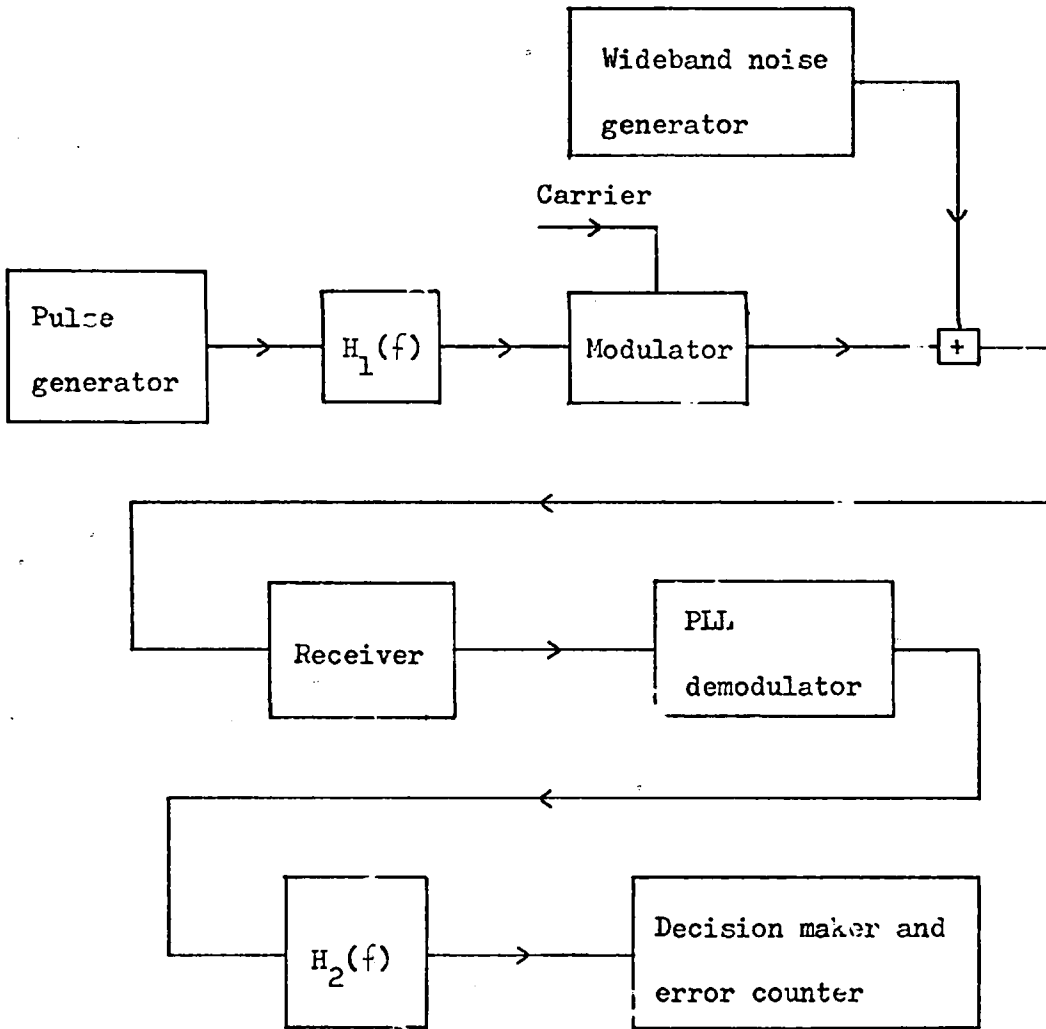 Wideband noise
generator
Carrier
Pulse
generator
H1(f)
Modulator
+
Receiver
PLL
demodulator
H2(f)
Decision maker and
error counter